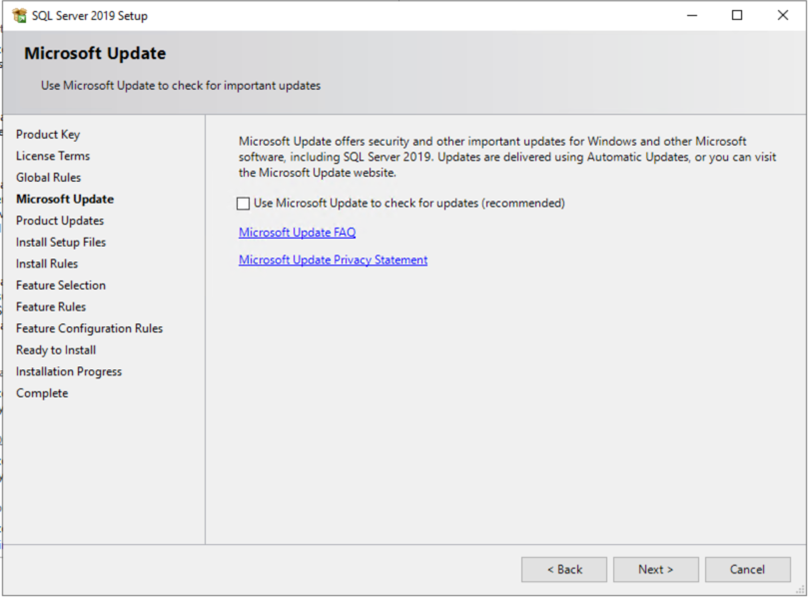 SQL Server 2019 Setup
Microsoft Update
Use Microsoft Update to check for important updates
Product Key
License Terms
Global Rules
Microsoft Update
Product Updates
Install Setup Files
Install Rules
Feature Selection
Feature Rules
Feature Configuration Rules
Ready to Install
Installation Progress
Complete
Microsoft Update offers security and other important updates for Windows and other Microsoft
software, including SQL Server 2019. Updates are delivered using Automatic Updates, or you can visit
the Microsoft Update website.
Use Microsoft Update to check for updates (recommended)
Microsoft Update FAQ
Microsoft Update Privacy Statement
< Back
Next >
Cancel